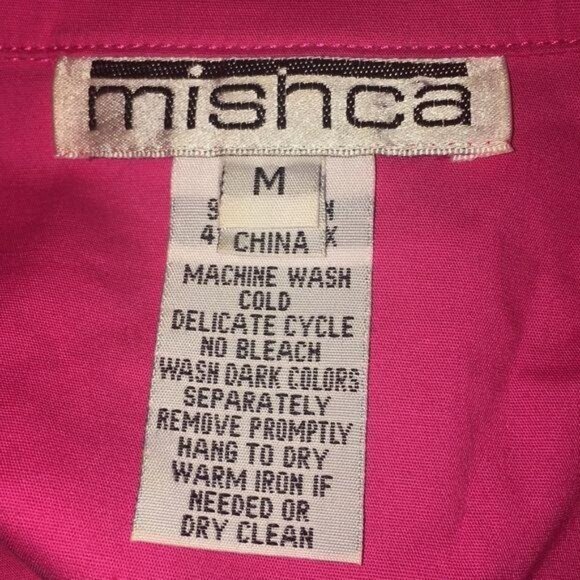 mishca
M
CHINA
MACHINE WASH
COLD
DELICATE CYCLE
NO BLEACH
WASH DARK COLORS
SEPARATELY
REMOVE PROMPTLY
HANG TO DRY
WARM IRON IF
NEEDED OR
DRY CLEAN